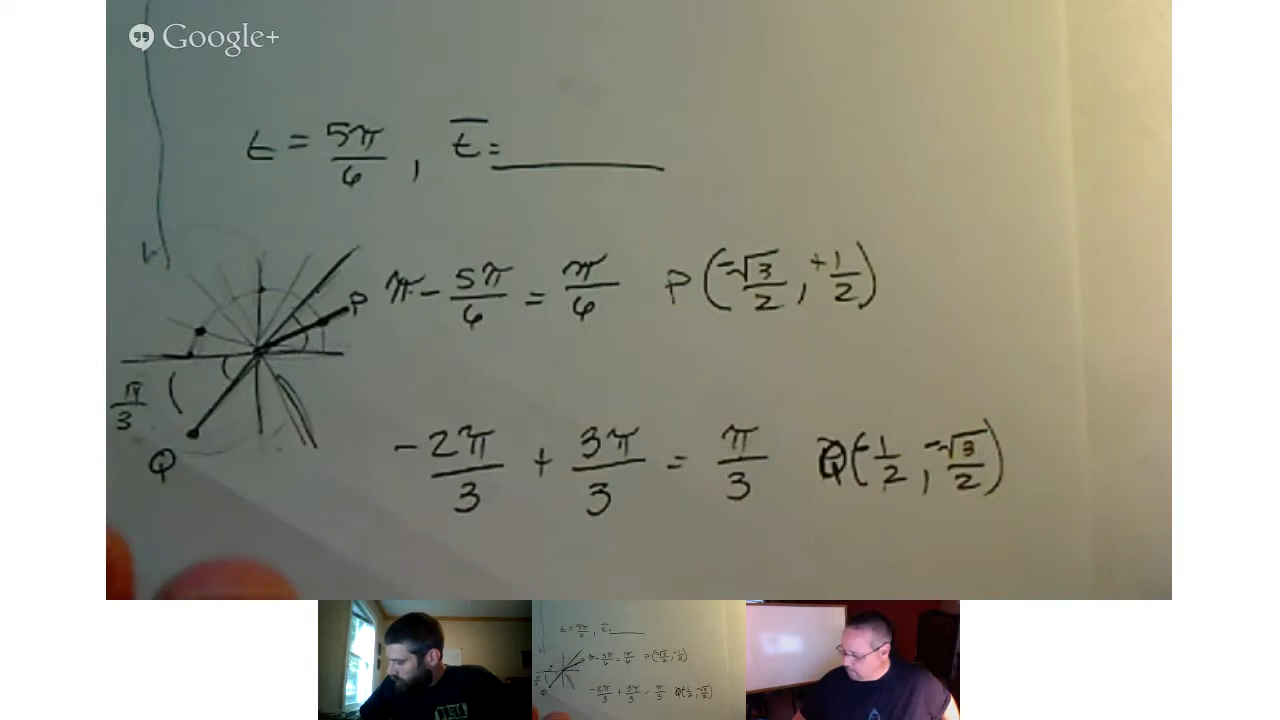 Google+
t = 5π/6, t̄ = ________
π - 5π/6 = π/6 P(-√3/2, +1/2)
P
π/3
-2π/3 + 3π/3 = π/3 Q(-1/2, -√3/2)
Q